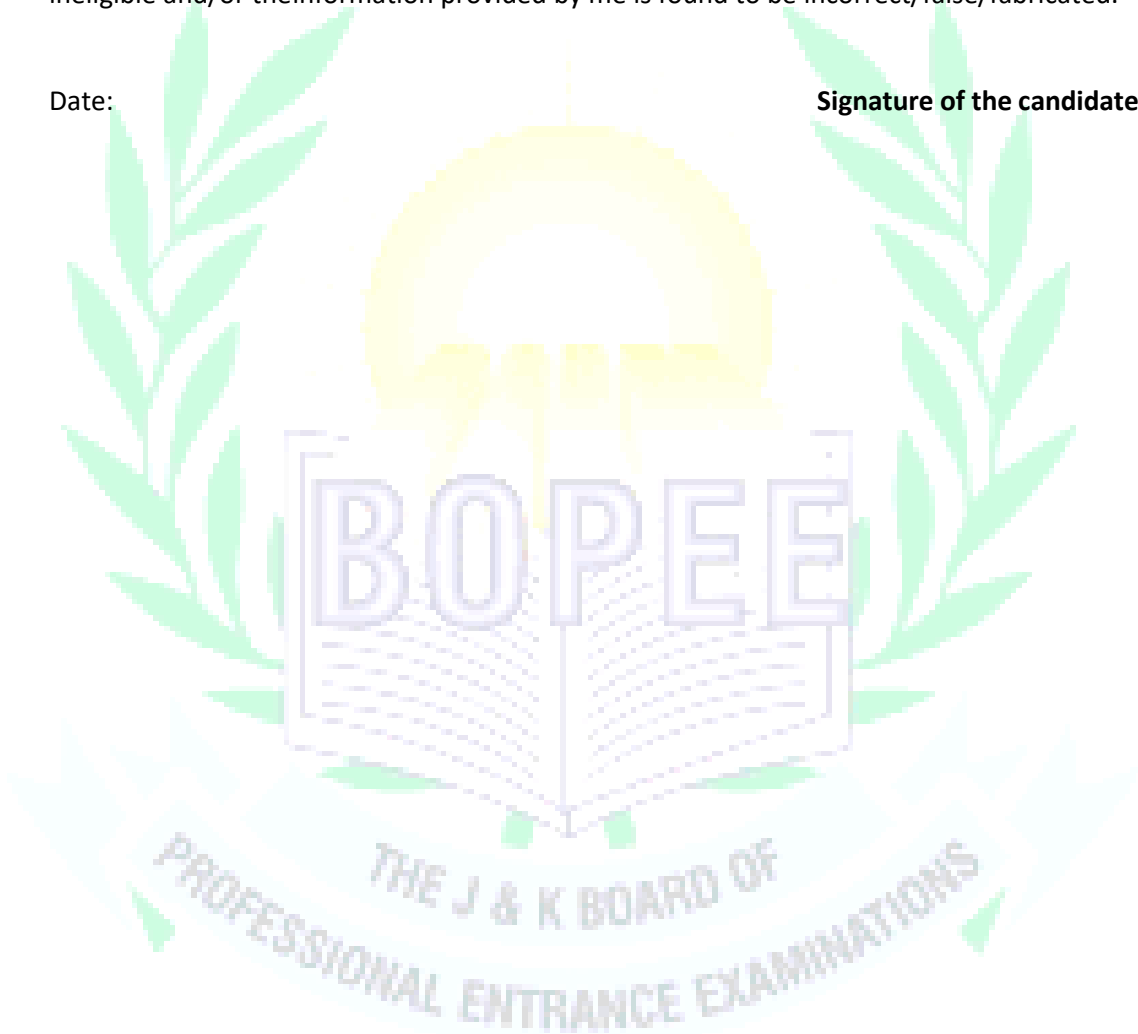 ineligible and/or theinformation provided by me is found to be incorrect/false/fabricated.
Date:
Signature of the candidate
BOPEE
THE J & K BOARD OF
PROFESSIONAL ENTRANCE EXAMINATIONS